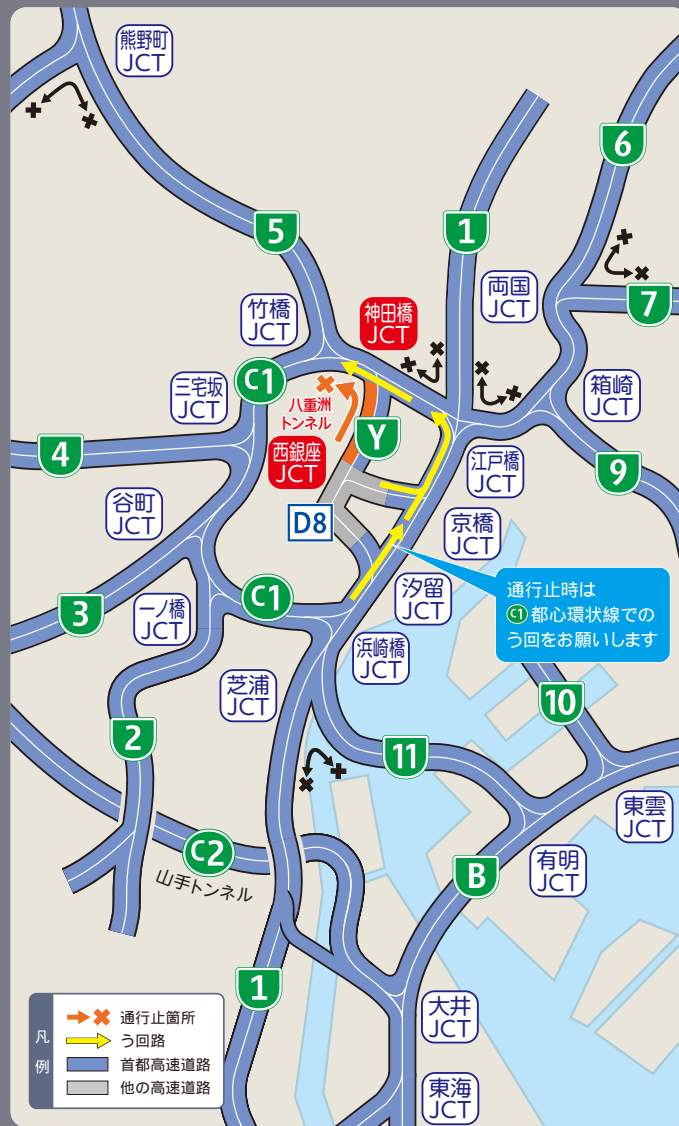 熊野町
JCT
6
5
1
両国
JCT
7
竹橋
JCT
神田橋
JCT
三宅坂
JCT
C1
八重洲
トンネル
Y
箱崎
JCT
4
西銀座
JCT
江戸橋
JCT
9
谷町
JCT
D8
京橋
JCT
3
一ノ橋
JCT
C1
汐留
JCT
通行止時は
C1都心環状線での
う回をお願いします
浜崎橋
JCT
芝浦
JCT
10
2
11
東雲
JCT
C2
山手トンネル
B
有明
JCT
1
大井
JCT
東海
JCT
凡例
通行止箇所
う回路
首都高速道路
他の高速道路